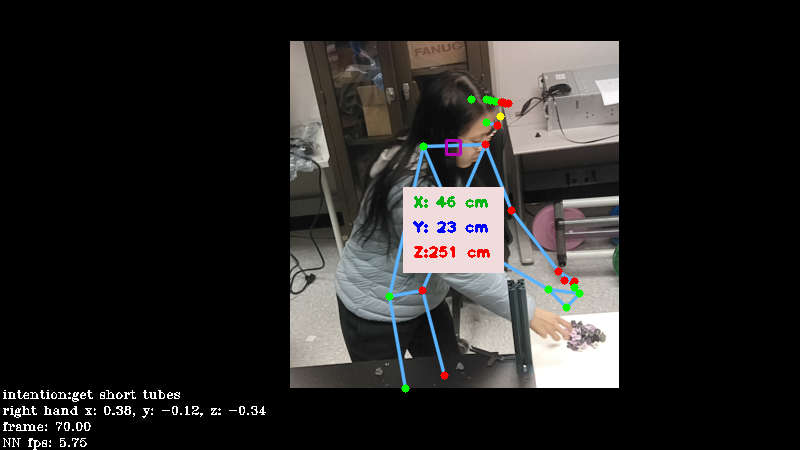 FANUC
X: 46 cm
Y: 23 cm
Z:251 cm
intention:get short tubes
right hand x: 0.38, y: -0.12, z: -0.34
frame: 70.00
NN fps: 5.75